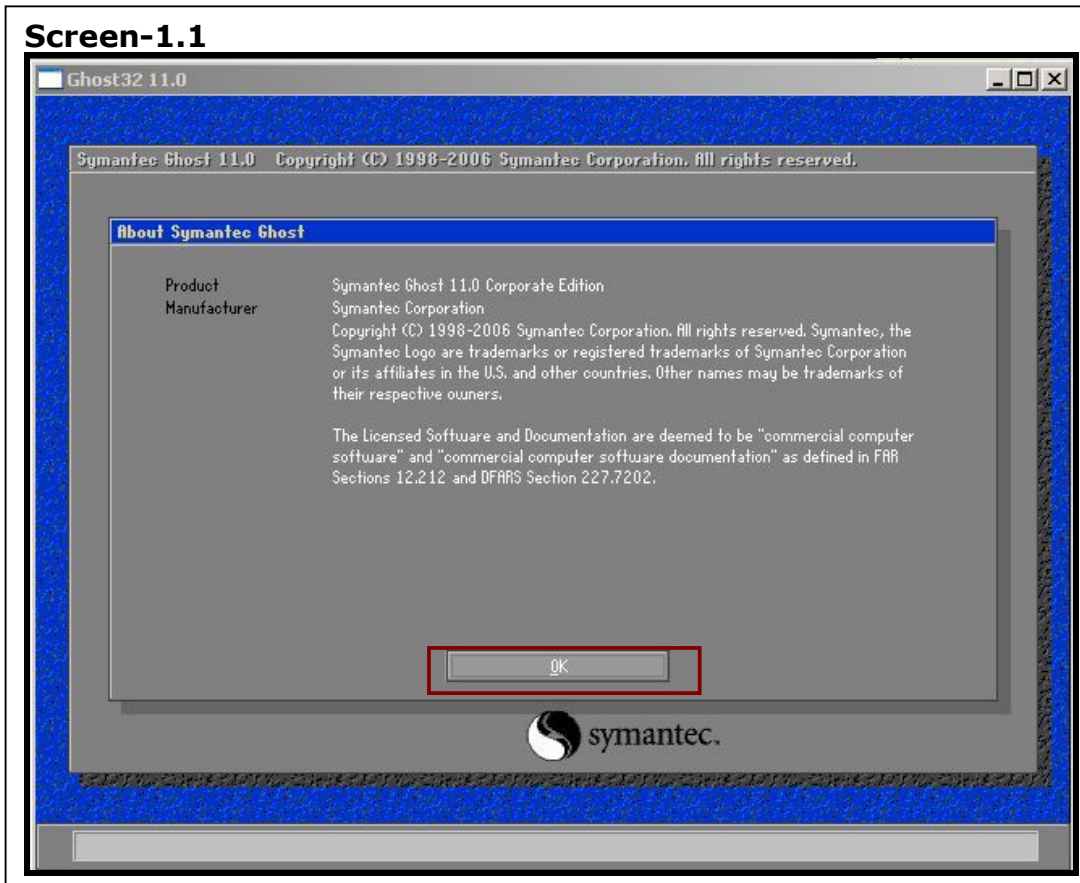 Screen-1.1
Ghost32 11.0
Symantec Ghost 11.0 Copyright (C) 1998-2006 Symantec Corporation. All rights reserved.
About Symantec Ghost
Product Symantec Ghost 11.0 Corporate Edition
Manufacturer Symantec Corporation
Copyright (C) 1998-2006 Symantec Corporation. All rights reserved. Symantec, the
Symantec Logo are trademarks or registered trademarks of Symantec Corporation
or its affiliates in the U.S. and other countries. Other names may be trademarks of
their respective owners.
The Licensed Software and Documentation are deemed to be "commercial computer
software" and "commercial computer software documentation" as defined in FAR
Sections 12.212 and DFARS Section 227.7202.
OK
symantec.